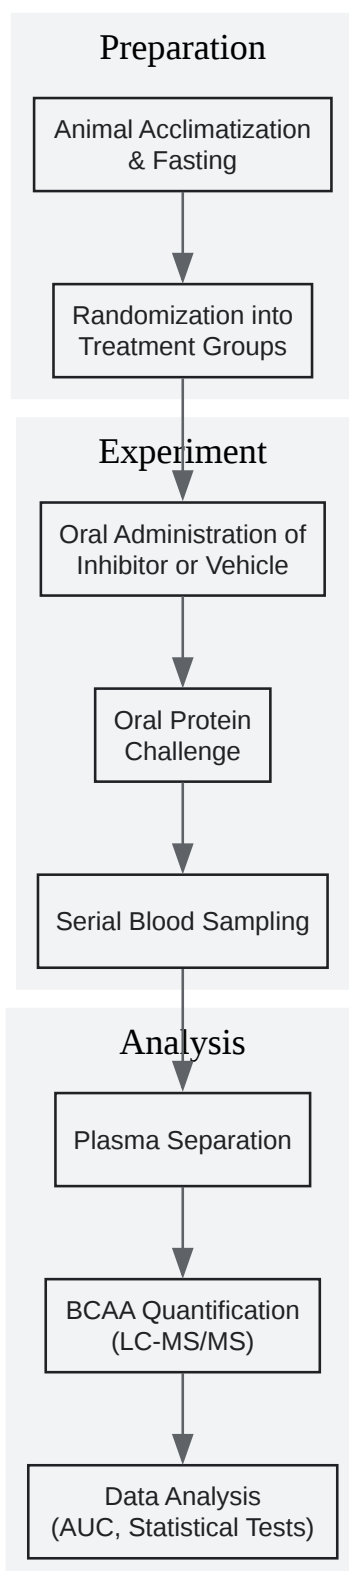 Preparation
Animal Acclimatization
& Fasting
Randomization into
Treatment Groups
Experiment
Oral Administration of
Inhibitor or Vehicle
Oral Protein
Challenge
Serial Blood Sampling
Analysis
Plasma Separation
BCAA Quantification
(LC-MS/MS)
Data Analysis
(AUC, Statistical Tests)